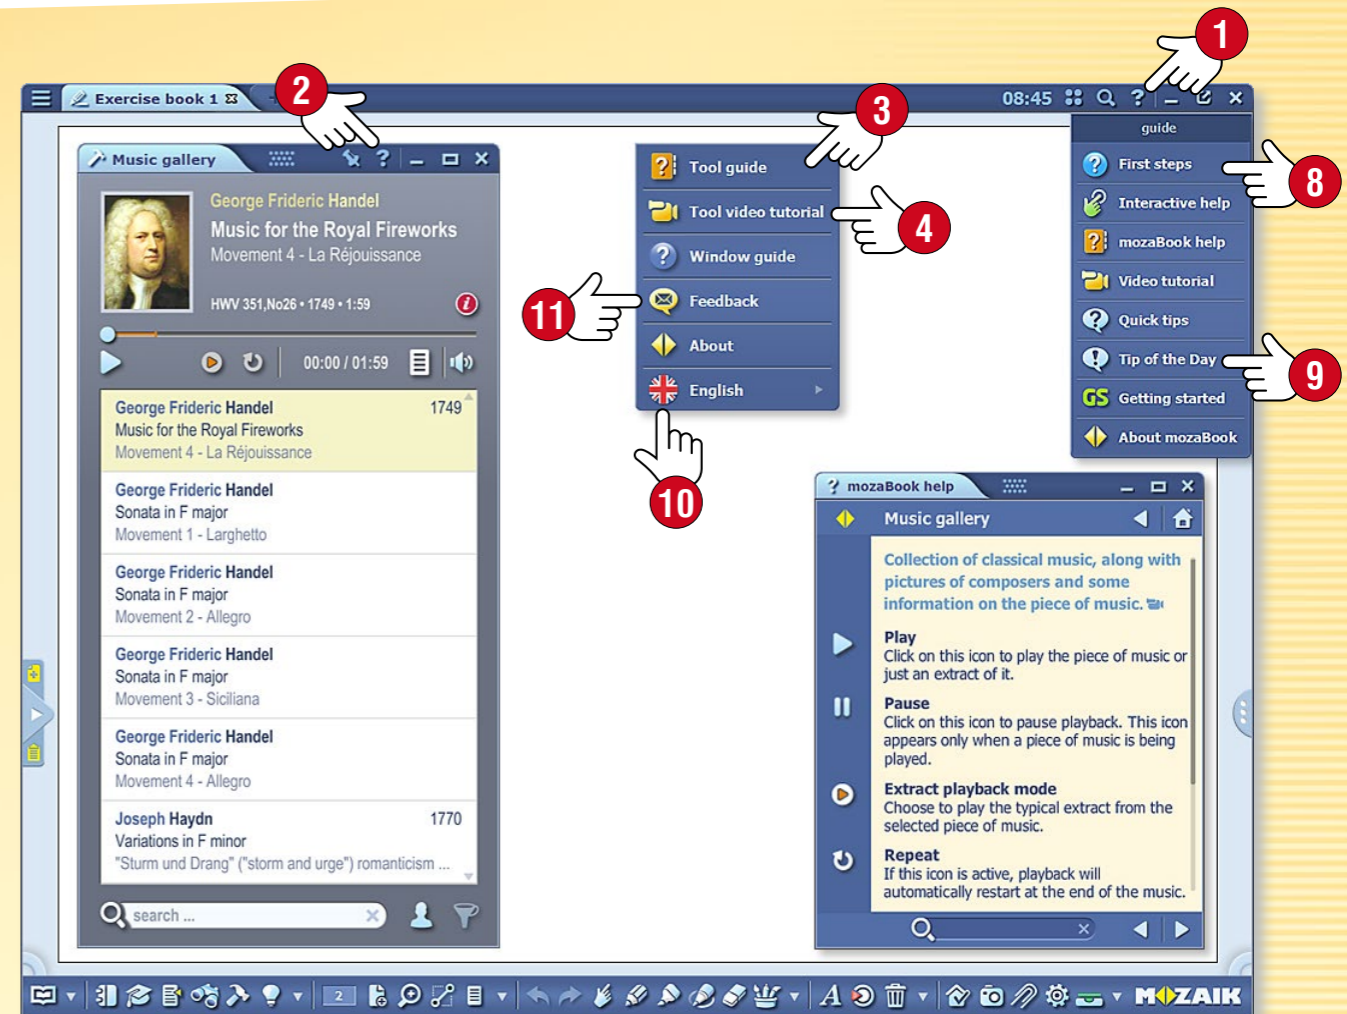 1
2
Exercise book 1
08:45
3
guide
Music gallery
Tool guide
First steps
8
George Frideric Handel
Music for the Royal Fireworks
Movement 4 - La Réjouissance
HWV 351,No26 • 1749 • 1:59
Tool video tutorial
4
Interactive help
Window guide
mozaBook help
11
Feedback
Video tutorial
About
Quick tips
English
Tip of the Day
9
10
GS Getting started
About mozaBook
00:00 / 01:59
George Frideric Handel 1749
Music for the Royal Fireworks
Movement 4 - La Réjouissance
George Frideric Handel
Sonata in F major
Movement 1 - Larghetto
George Frideric Handel
Sonata in F major
Movement 2 - Allegro
George Frideric Handel
Sonata in F major
Movement 3 - Siciliana
George Frideric Handel
Sonata in F major
Movement 4 - Allegro
Joseph Haydn 1770
Variations in F minor
"Sturm und Drang" ("storm and urge") romanticism ...
search ...
? mozaBook help
Music gallery
Collection of classical music, along with
pictures of composers and some
information on the piece of music.
Play
Click on this icon to play the piece of music or
just an extract of it.
Pause
Click on this icon to pause playback. This icon
appears only when a piece of music is being
played.
Extract playback mode
Choose to play the typical extract from the
selected piece of music.
Repeat
If this icon is active, playback will
automatically restart at the end of the music.
2
A
MOZAIK